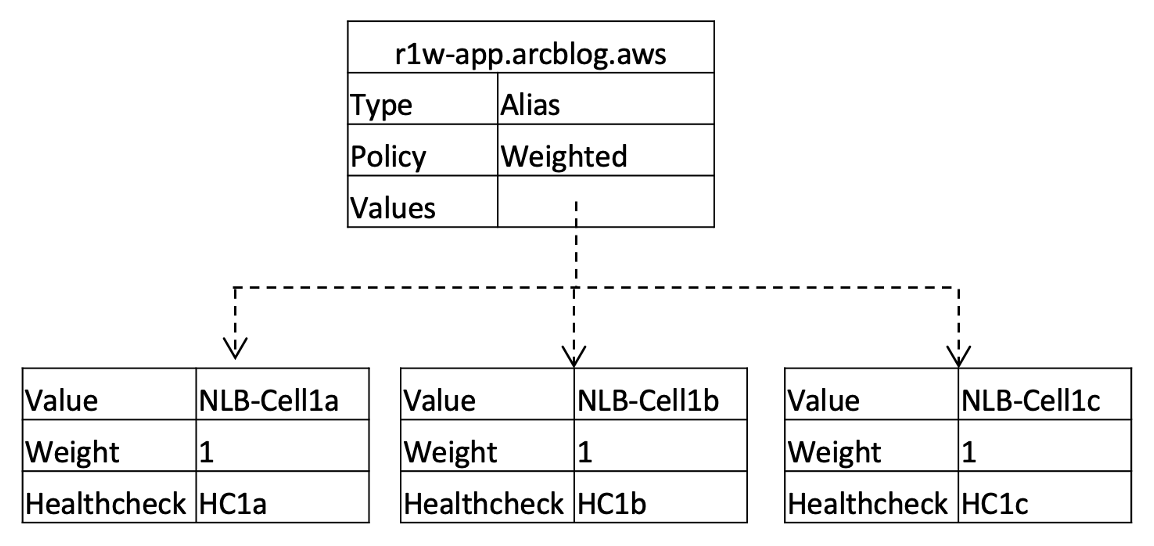 r1w-app.arcblog.aws
Type Alias
Policy Weighted
Values
Value NLB-Cell1a
Weight 1
Healthcheck HC1a
Value NLB-Cell1b
Weight 1
Healthcheck HC1b
Value NLB-Cell1c
Weight 1
Healthcheck HC1c